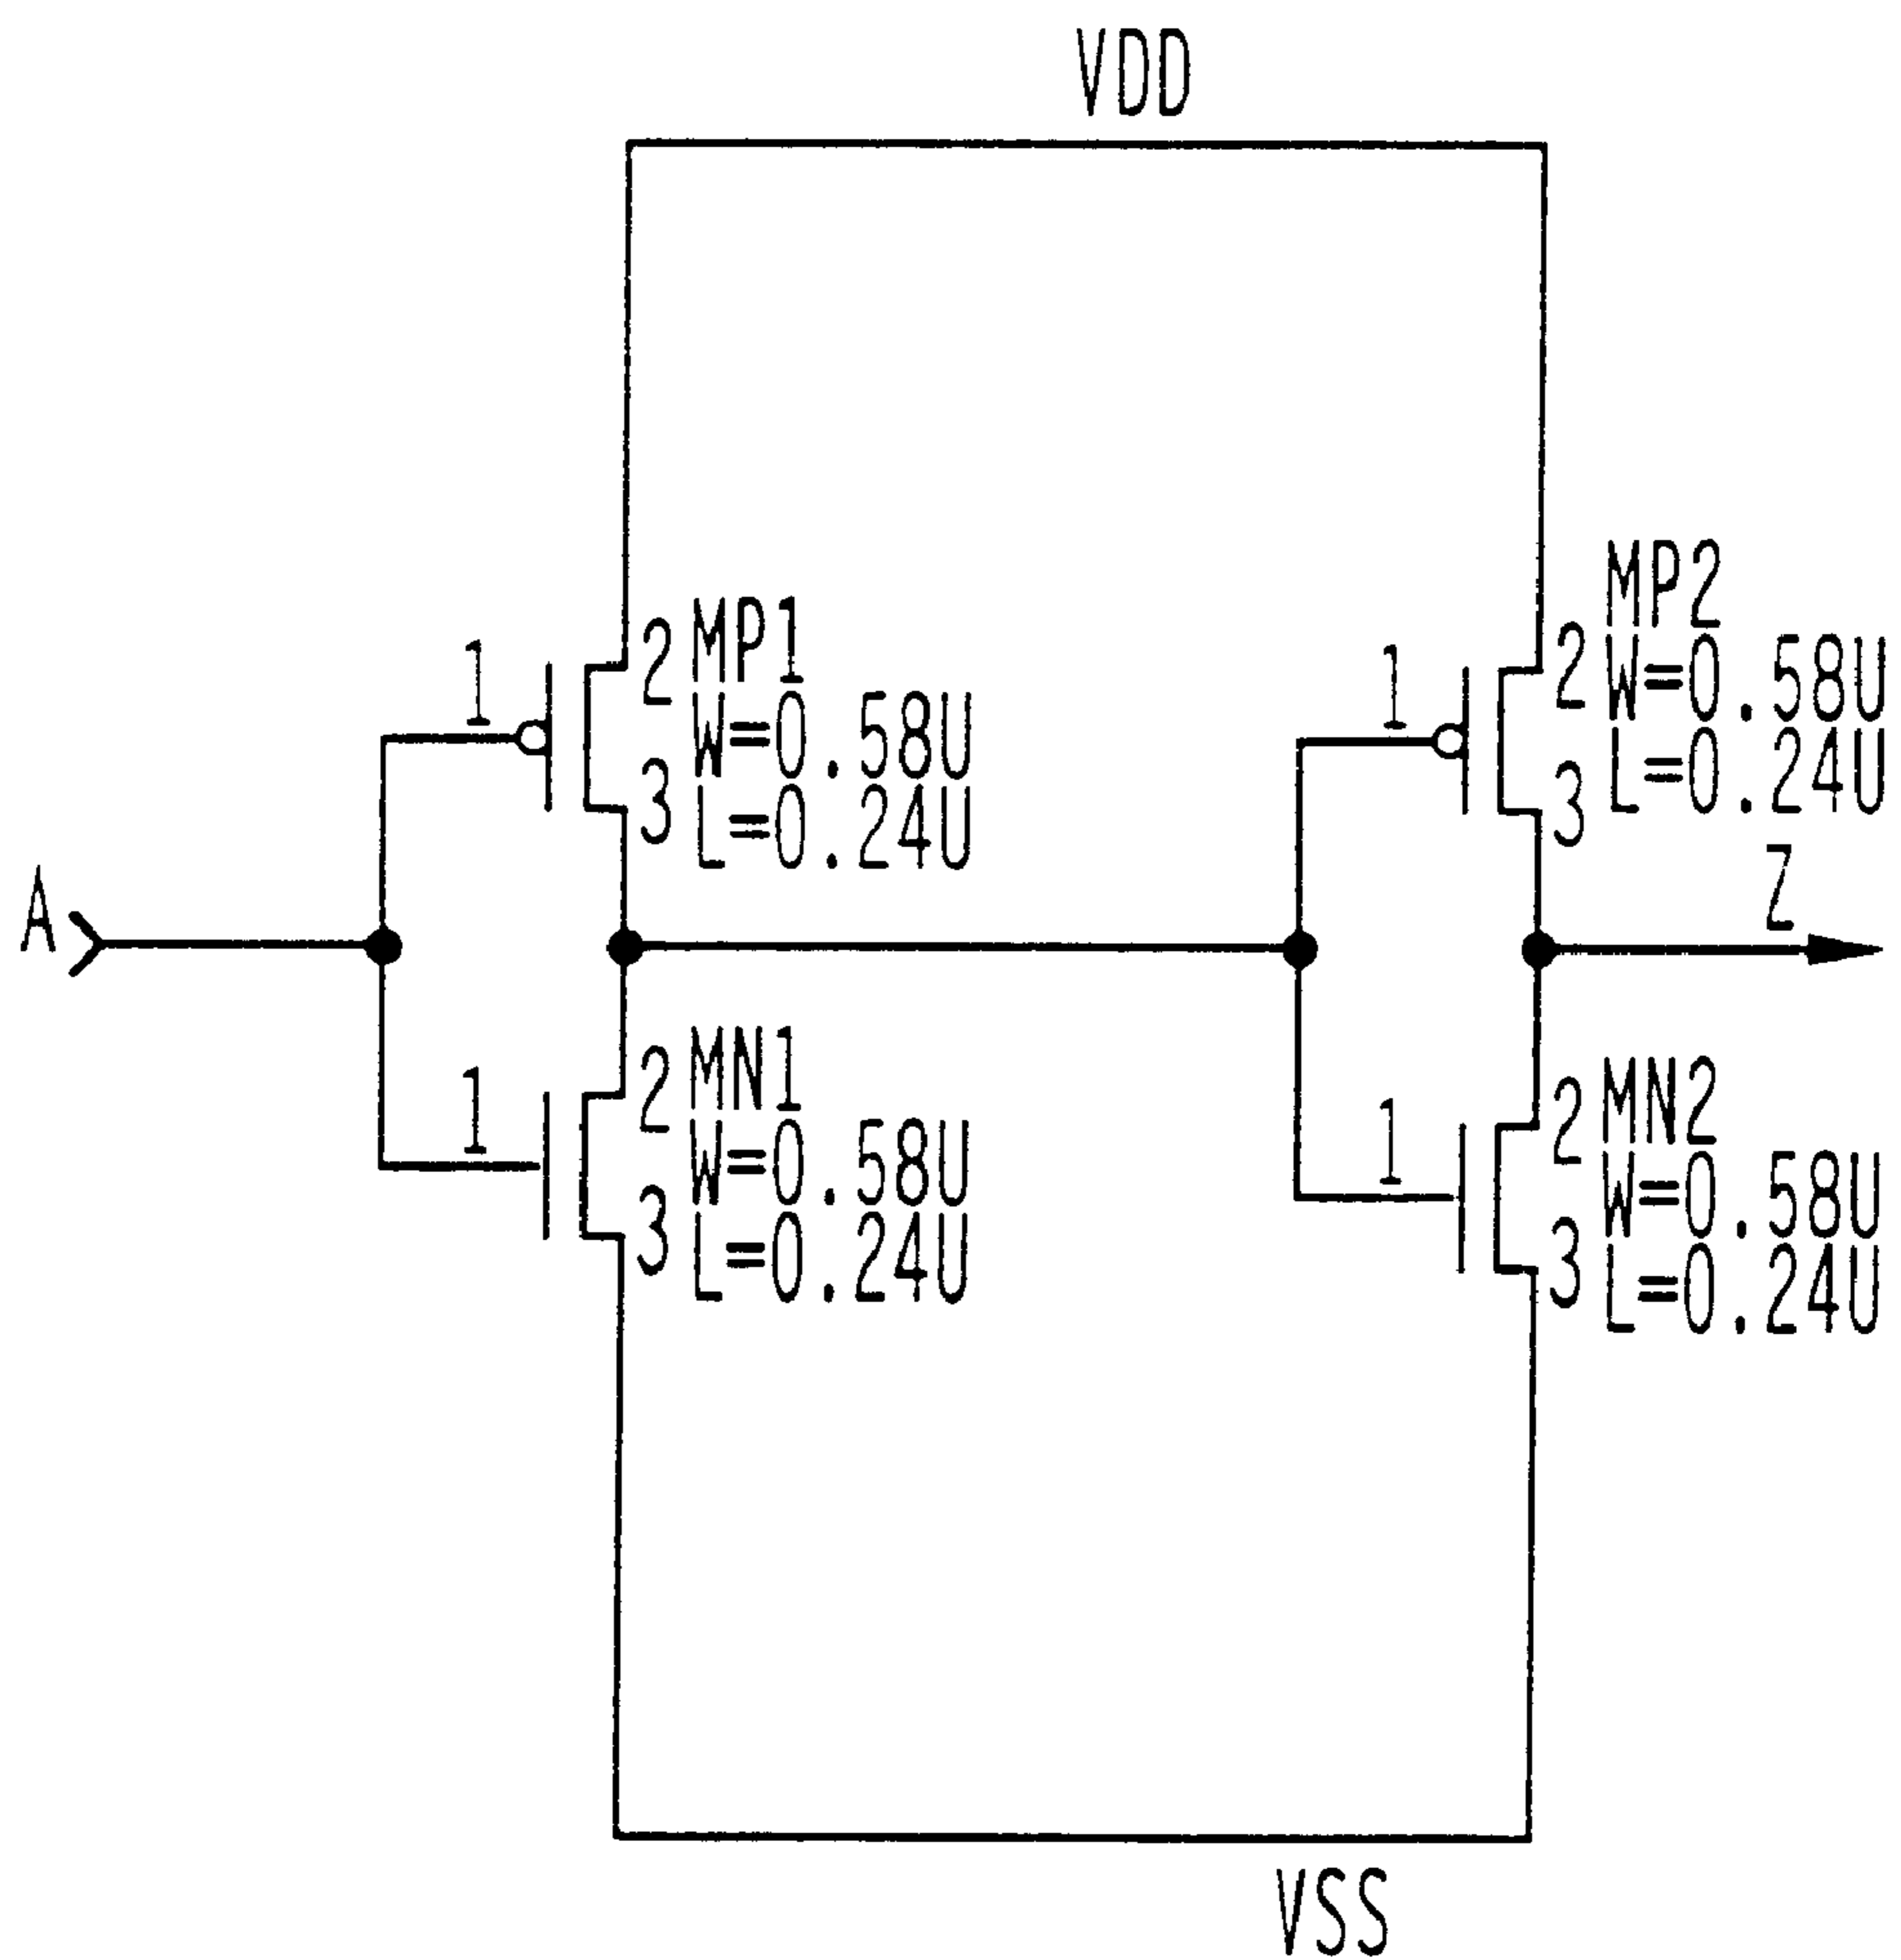 VDD
1
2
3
MP1
W=0.58U
L=0.24U
1
2
3
MP2
W=0.58U
L=0.24U
A
Z
1
2
3
MN1
W=0.58U
L=0.24U
1
2
3
MN2
W=0.58U
L=0.24U
VSS